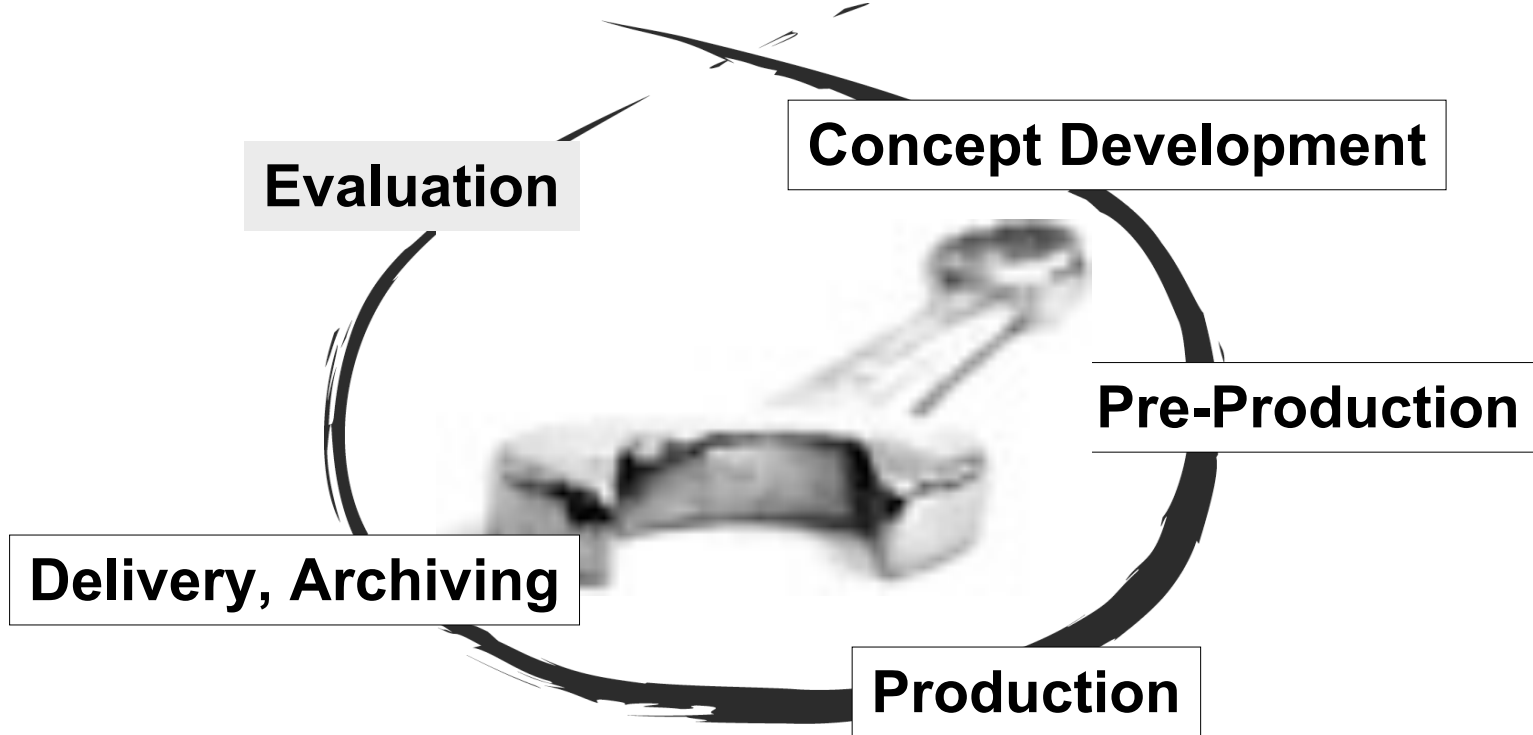 Concept Development
Evaluation
Pre-Production
Delivery, Archiving
Production